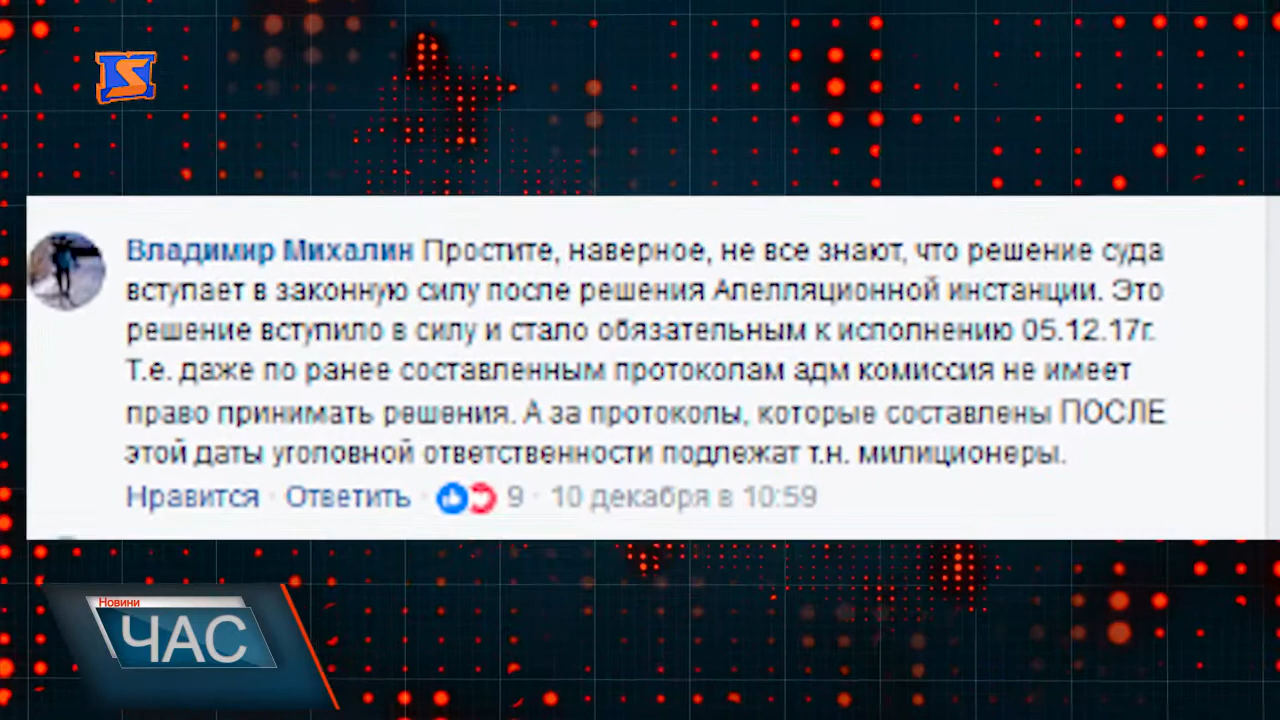 Владимир Михалин Простите, наверное, не все знают, что решение суда
вступает в законную силу после решения Апелляционной инстанции. Это
решение вступило в силу и стало обязательным к исполнению 05.12.17г.
Т.е. даже по ранее составленным протоколам адм комиссия не имеет
право принимать решения. А за протоколы, которые составлены ПОСЛЕ
этой даты уголовной ответственности подлежат т.н. милиционеры.
Нравится · Ответить · 9 · 10 декабря в 10:59
Новини
ЧАС